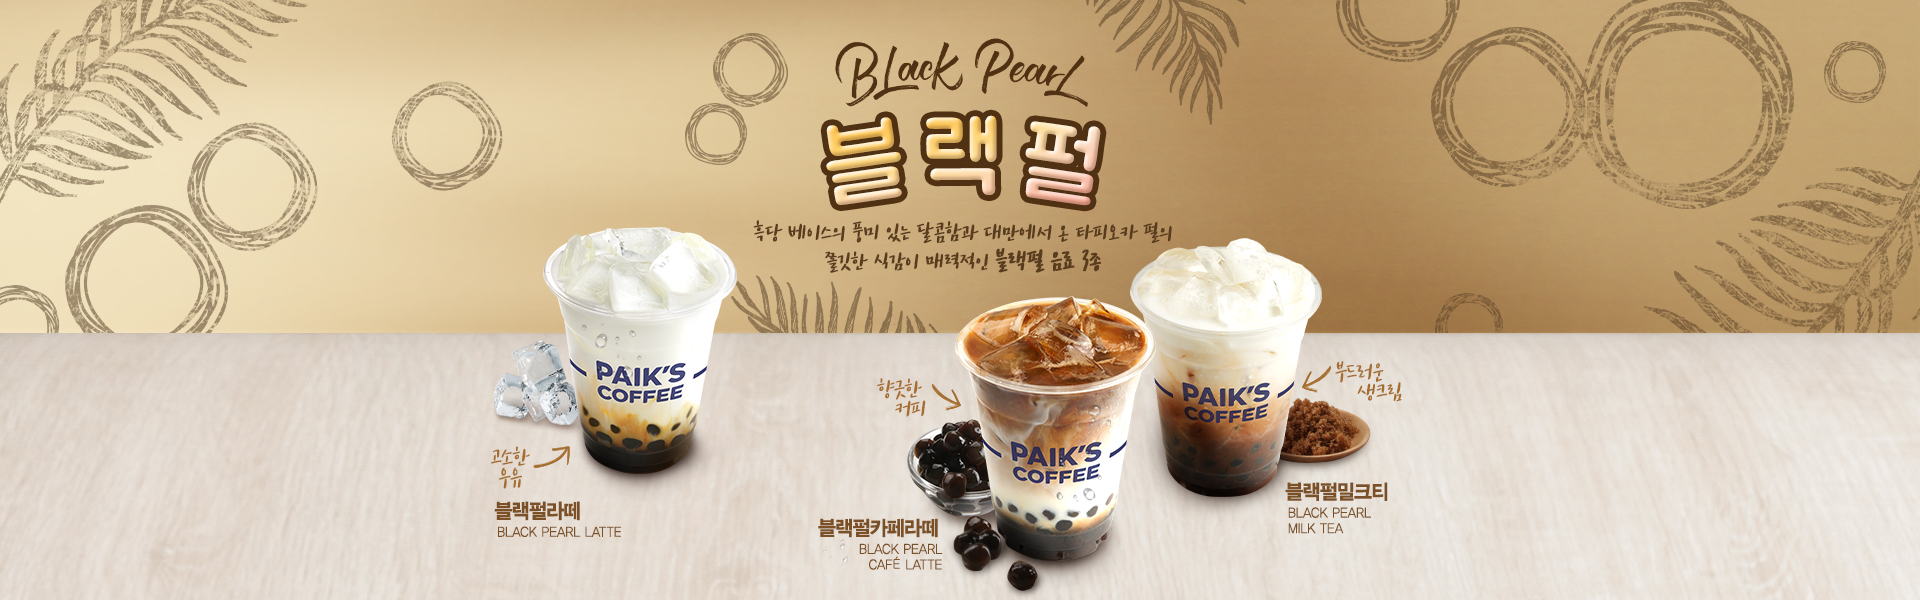 BLack PearL
블랙펄
흑당 베이스의 풍미 있는 달콤함과 대만에서 온 타피오카 펄의
쫄깃한 식감이 매력적인 블랙펄 음료 3종
PAIK'S
COFFEE
고소한
우유
블랙펄라떼
BLACK PEARL LATTE
향긋한
커피
PAIK'S
COFFEE
블랙펄카페라떼
BLACK PEARL
CAFÉ LATTE
PAIK'S
COFFEE
부드러운
생크림
블랙펄밀크티
BLACK PEARL
MILK TEA